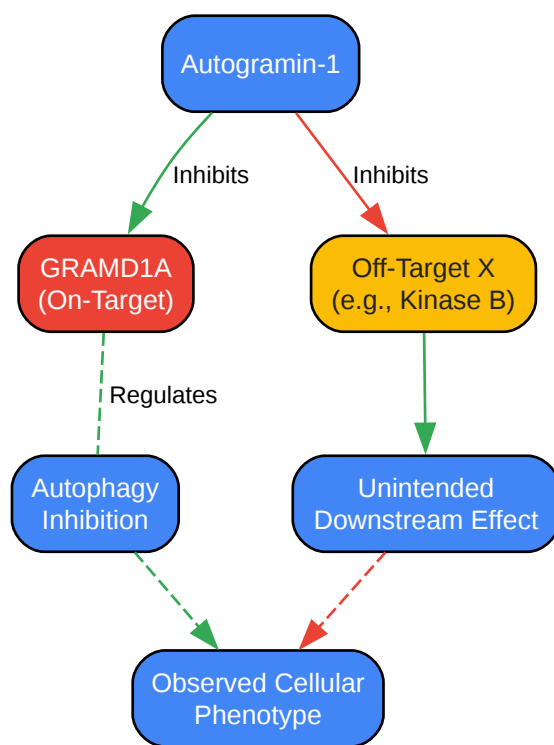 Autogramin-1
Inhibits
Inhibits
GRAMD1A
(On-Target)
Off-Target X
(e.g., Kinase B)
Regulates
Autophagy
Inhibition
Unintended
Downstream Effect
Observed Cellular
Phenotype